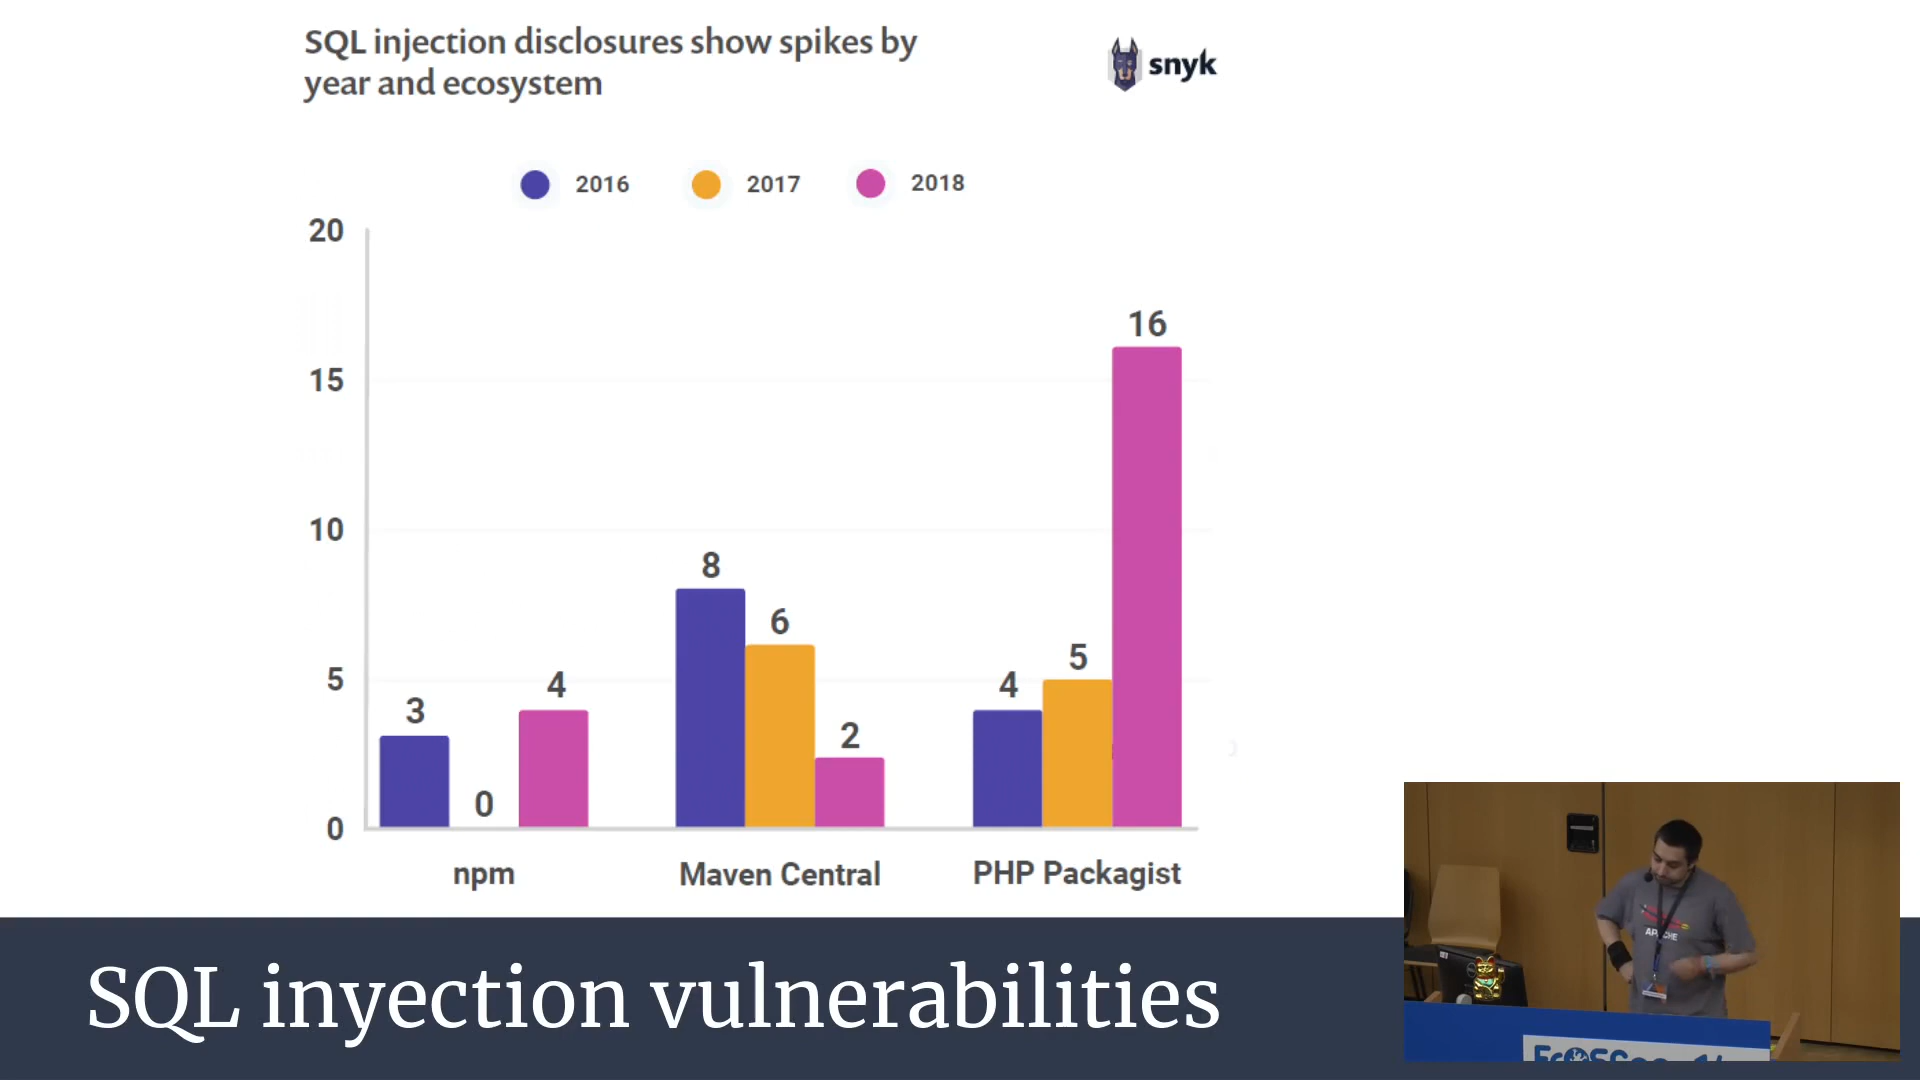 SQL injection disclosures show spikes by
year and ecosystem
snyk
2016
2017
2018
20
15
10
5
0
3
0
4
8
6
2
4
5
16
npm
Maven Central
PHP Packagist
SQL inyection vulnerabilities